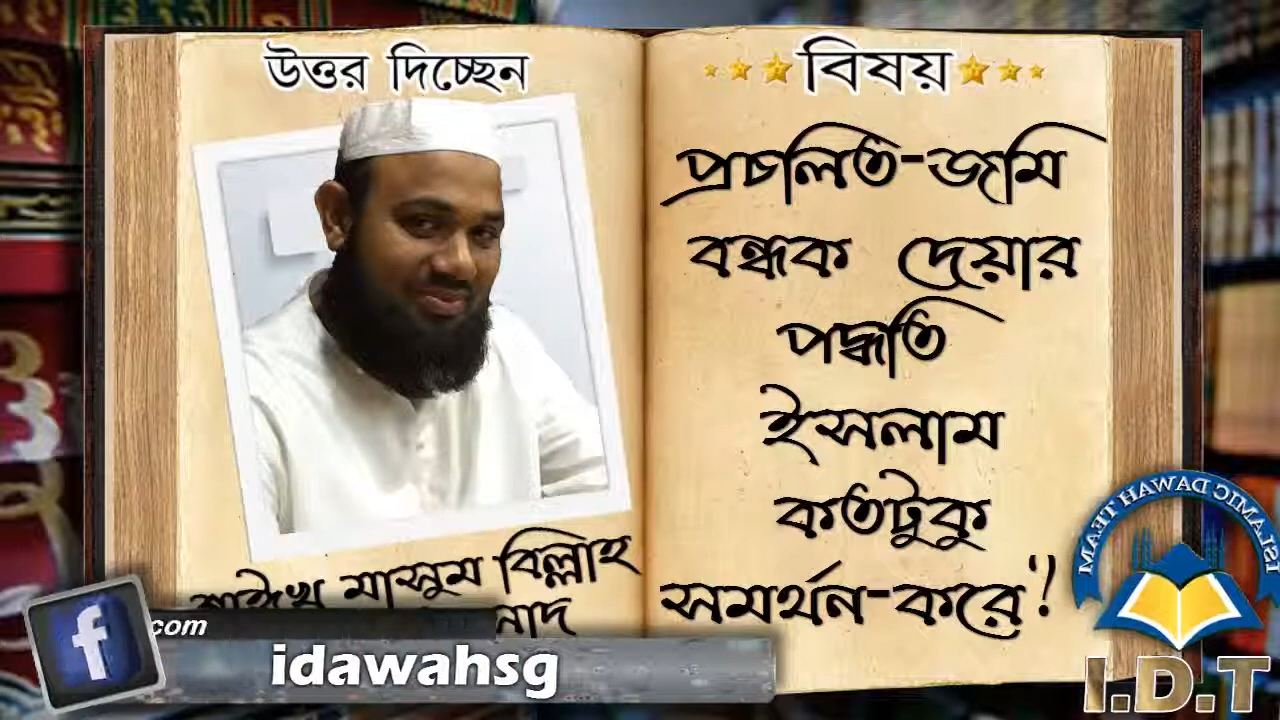 উত্তর দিচ্ছেন
শাইখ মাসুম বিল্লাহ
নাদ
বিষয়
প্রচলিত-জমি
বন্ধক দেয়ার
পদ্ধতি
ইসলাম
কতটুকু
সমর্থন-করে?
com
idawahsg
ISLAMIC DAWAH TEAM
I.D.T